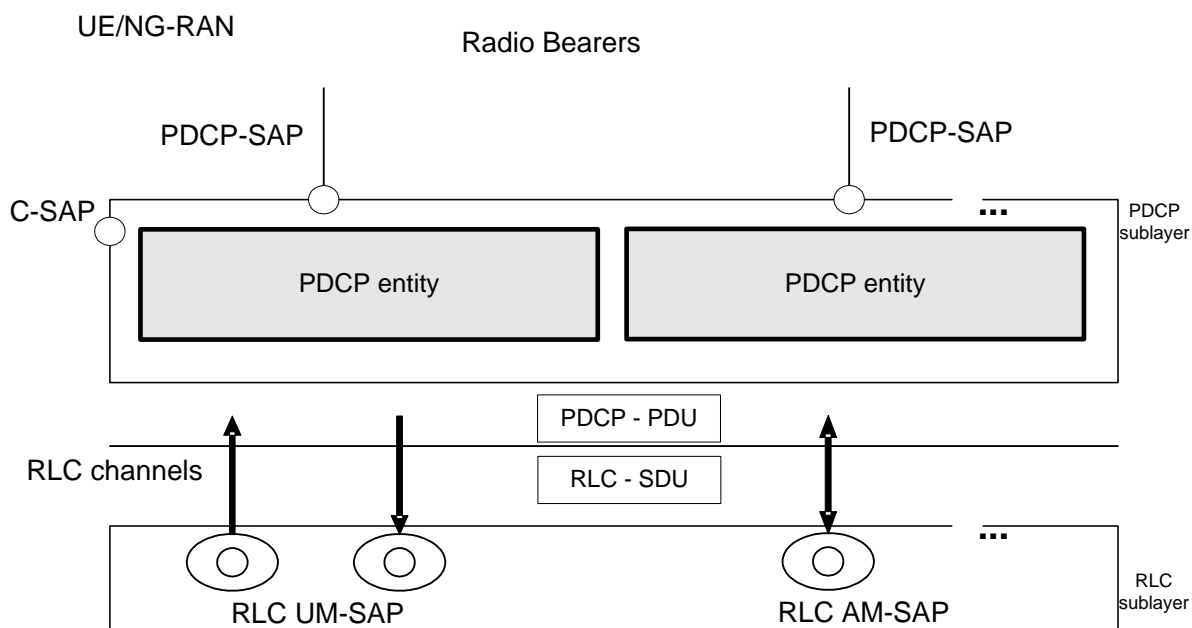 UE/NG-RAN
Radio Bearers
PDCP-SAP
PDCP-SAP
C-SAP
...
PDCP
sublayer
PDCP entity
PDCP entity
PDCP - PDU
RLC channels
RLC - SDU
...
RLC UM-SAP
RLC AM-SAP
RLC
sublayer